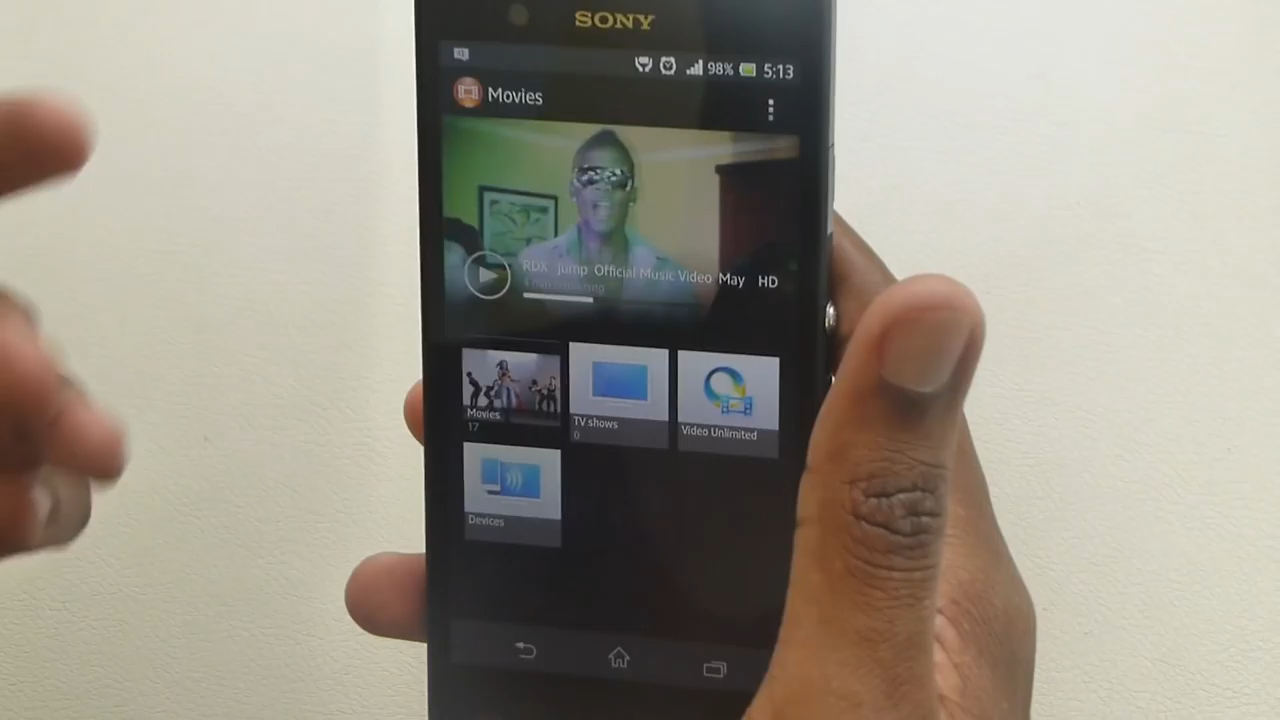 SONY
98% 5:13
Movies
RDX jump Official Music Video May HD
Movies
17
TV shows
0
Video Unlimited
Devices